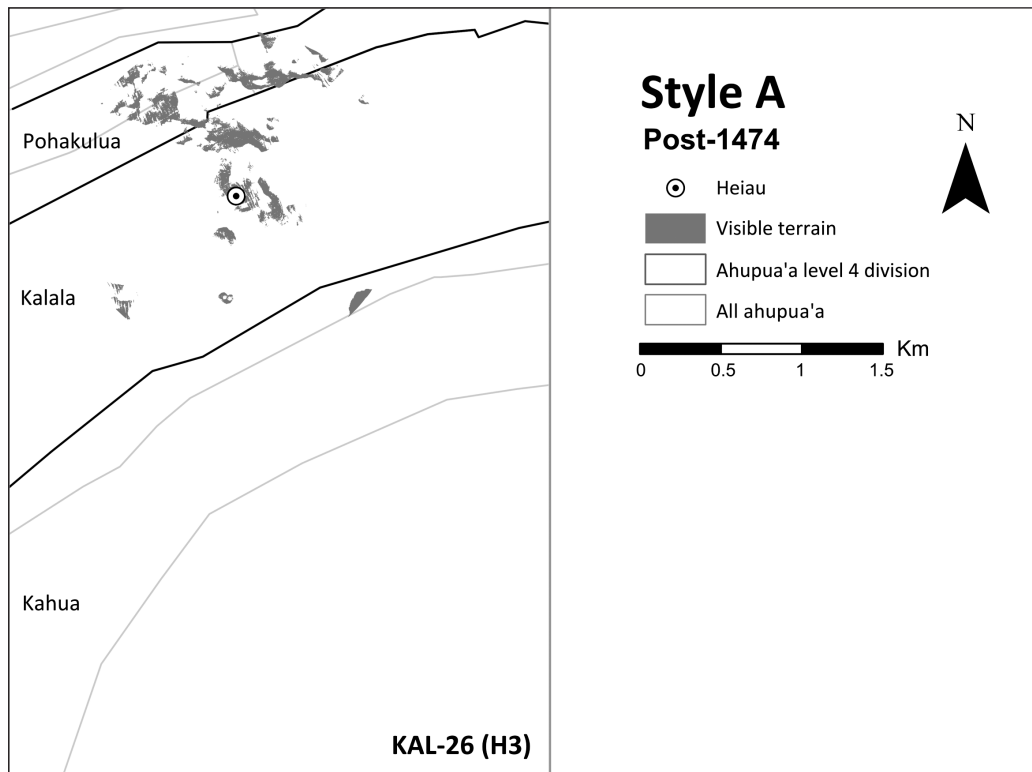 Pohakulua
Kalala
Kahua
KAL-26 (H3)
Style A
Post-1474
N
Heiau
Visible terrain
Ahupua'a level 4 division
All ahupua'a
Km
0 0.5 1 1.5